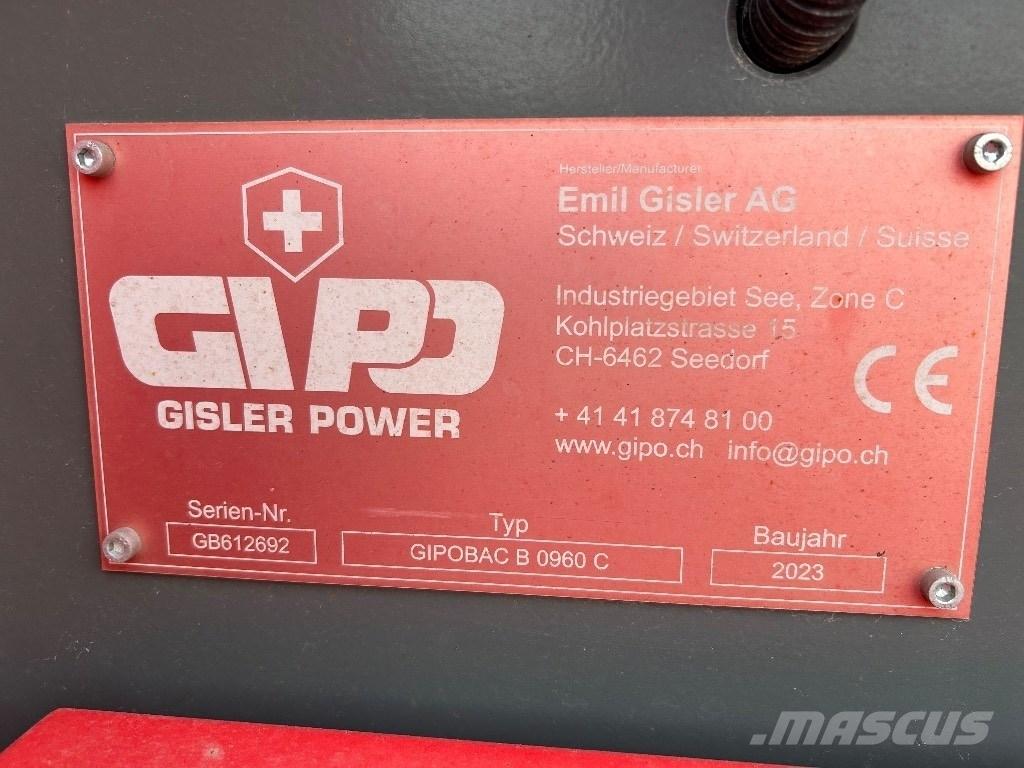 GIPO
GISLER POWER
Hersteller/Manufacturer
Emil Gisler AG
Schweiz / Switzerland / Suisse
Industriegebiet See, Zone C
Kohlplatzstrasse 15
CH-6462 Seedorf
+ 41 41 874 81 00
www.gipo.ch info@gipo.ch
CE
Serien-Nr.
GB612692
Typ
GIPOBAC B 0960 C
Baujahr
2023
MASCUS